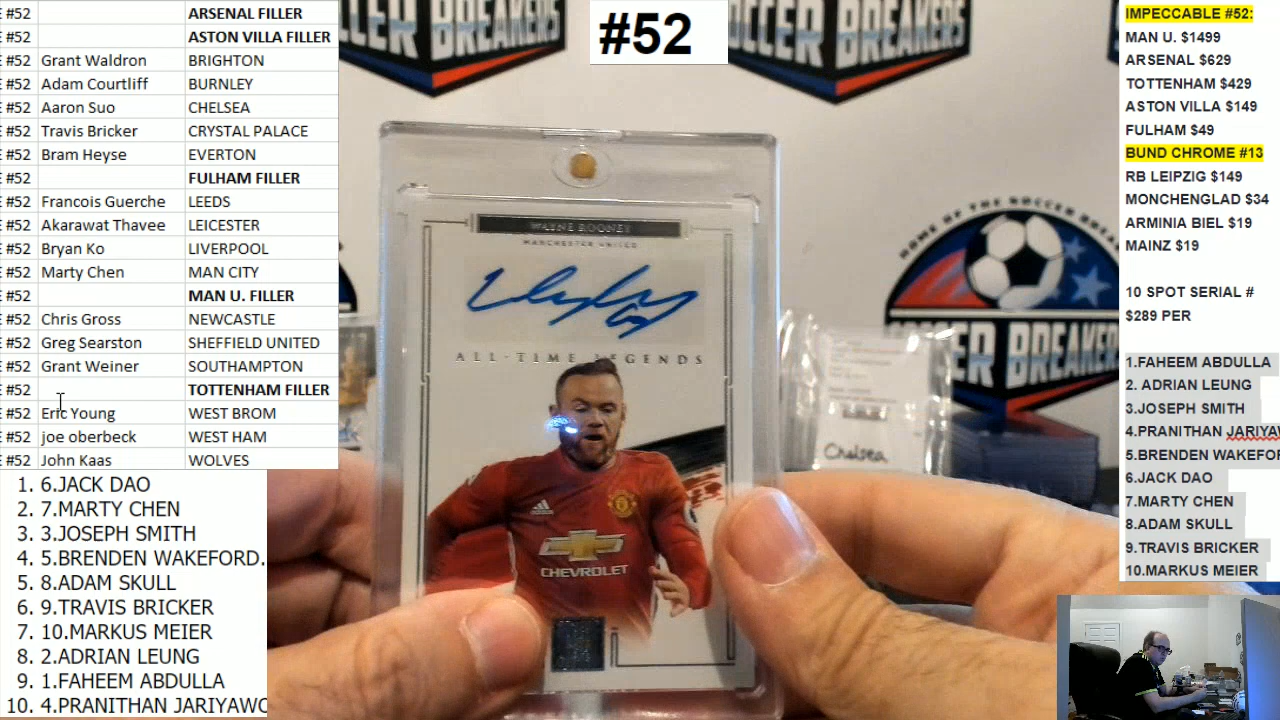 E #52 ARSENAL FILLER
E #52 ASTON VILLA FILLER
E #52 Grant Waldron BRIGHTON
E #52 Adam Courtliff BURNLEY
E #52 Aaron Suo CHELSEA
E #52 Travis Bricker CRYSTAL PALACE
E #52 Bram Heyse EVERTON
E #52 FULHAM FILLER
E #52 Francois Guerche LEEDS
E #52 Akarawat Thavee LEICESTER
E #52 Bryan Ko LIVERPOOL
E #52 Marty Chen MAN CITY
E #52 MAN U. FILLER
E #52 Chris Gross NEWCASTLE
E #52 Greg Searston SHEFFIELD UNITED
E #52 Grant Weiner SOUTHAMPTON
E #52 TOTTENHAM FILLER
E #52 Eric Young WEST BROM
E #52 joe oberbeck WEST HAM
E #52 John Kaas WOLVES
1. 6.JACK DAO
2. 7.MARTY CHEN
3. 3.JOSEPH SMITH
4. 5.BRENDEN WAKEFORD.
5. 8.ADAM SKULL
6. 9.TRAVIS BRICKER
7. 10.MARKUS MEIER
8. 2.ADRIAN LEUNG
9. 1.FAHEEM ABDULLA
10. 4.PRANITHAN JARIYAWO
#52
CCER BREAKERS
SOCCER BREA
WAYNE ROONEY
MANCHESTER UNITED
ALL-TIME LEGENDS
CHEVROLET
Chelsea
HOME OF THE SOCCER BREA
SOCCER BREAKERS
IMPECCABLE #52:
MAN U. $1499
ARSENAL $629
TOTTENHAM $429
ASTON VILLA $149
FULHAM $49
BUND CHROME #13
RB LEIPZIG $149
MONCHENGLAD $34
ARMINIA BIEL $19
MAINZ $19
10 SPOT SERIAL #
$289 PER
1.FAHEEM ABDULLA
2. ADRIAN LEUNG
3.JOSEPH SMITH
4.PRANITHAN JARIYAW
5.BRENDEN WAKEFOR
6.JACK DAO
7.MARTY CHEN
8.ADAM SKULL
9.TRAVIS BRICKER
10.MARKUS MEIER